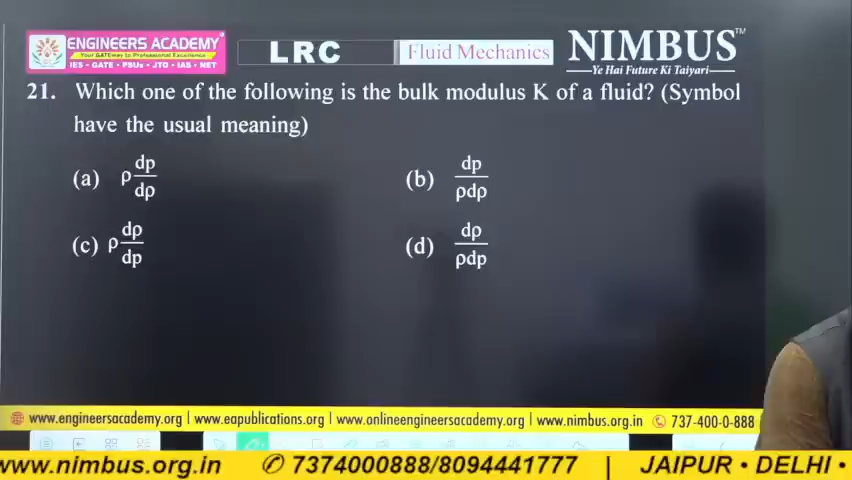 ENGINEERS ACADEMY
Your GATEway to Professional Excellence
IES • GATE • PSUs • JTO • IAS • NET
LRC
Fluid Mechanics
NIMBUS™
Ye Hai Future Ki Taiyari
21. Which one of the following is the bulk modulus K of a fluid? (Symbol
have the usual meaning)
(a) ρ dp/dρ
(b) dp/ρdρ
(c) ρ dρ/dp
(d) dρ/ρdp
www.engineersacademy.org | www.eapublications.org | www.onlineengineersacademy.org | www.nimbus.org.in 737-400-0-888
www.nimbus.org.in ✆ 7374000888/8094441777 | JAIPUR • DELHI •